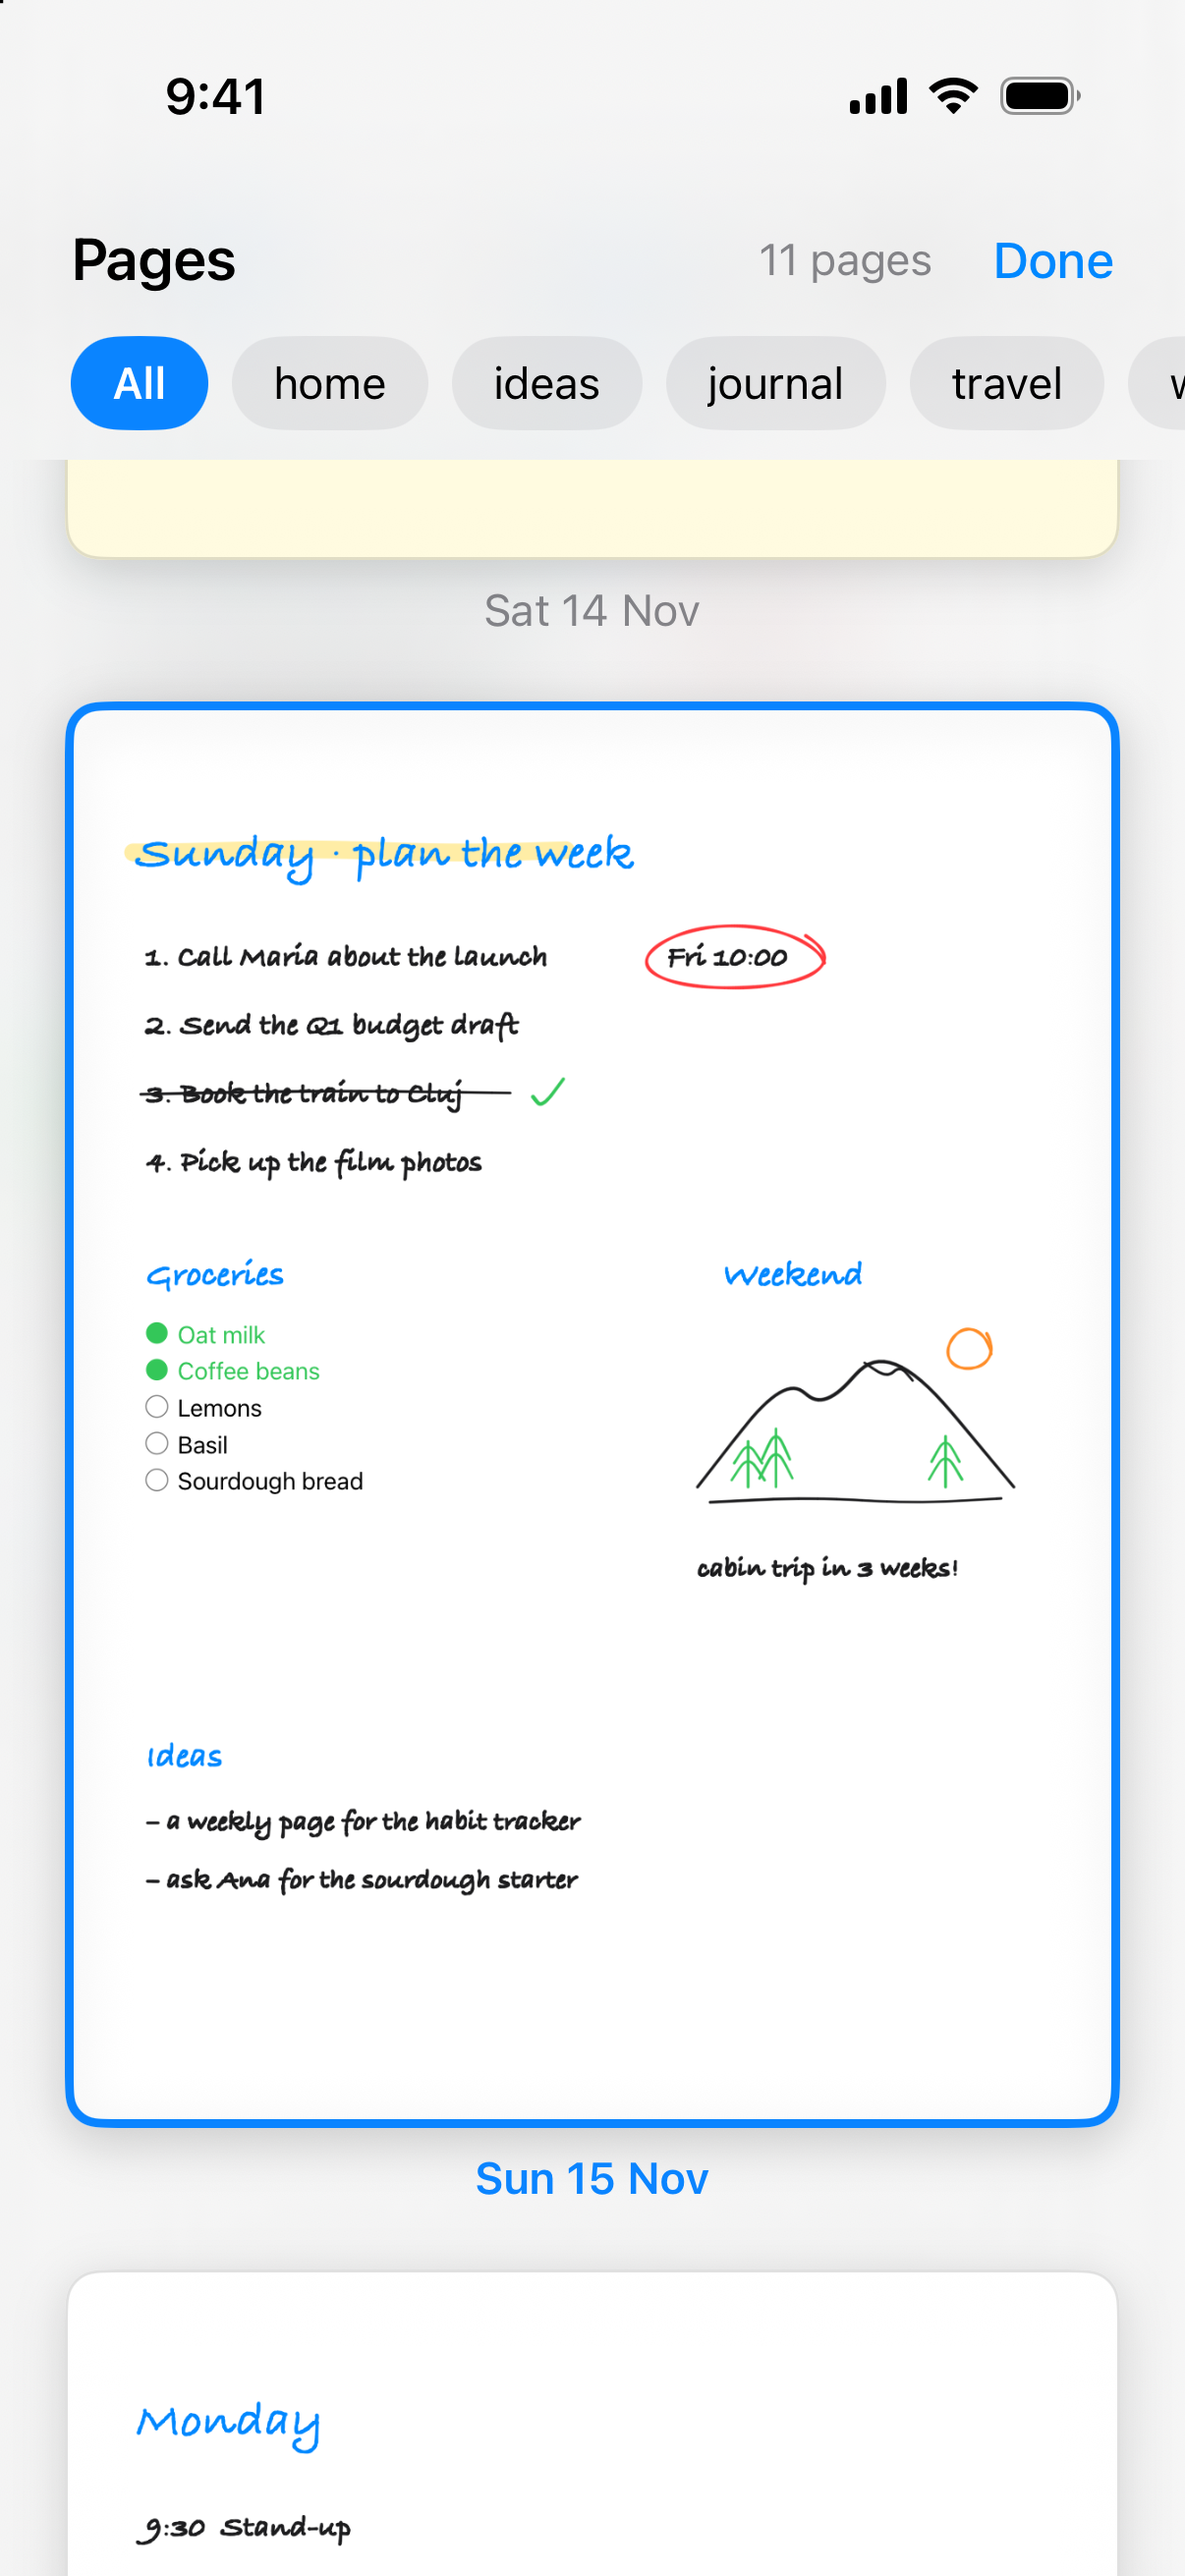 9:41
Pages
11 pages
Done
All
home
ideas
journal
travel
Sat 14 Nov
Sunday · plan the week
1. Call Maria about the launch
Fri 10:00
2. Send the Q1 budget draft
3. Book the train to Cluj
4. Pick up the film photos
Groceries
Oat milk
Coffee beans
Lemons
Basil
Sourdough bread
Weekend
cabin trip in 3 weeks!
Ideas
– a weekly page for the habit tracker
– ask Ana for the sourdough starter
Sun 15 Nov
Monday
9:30 Stand-up